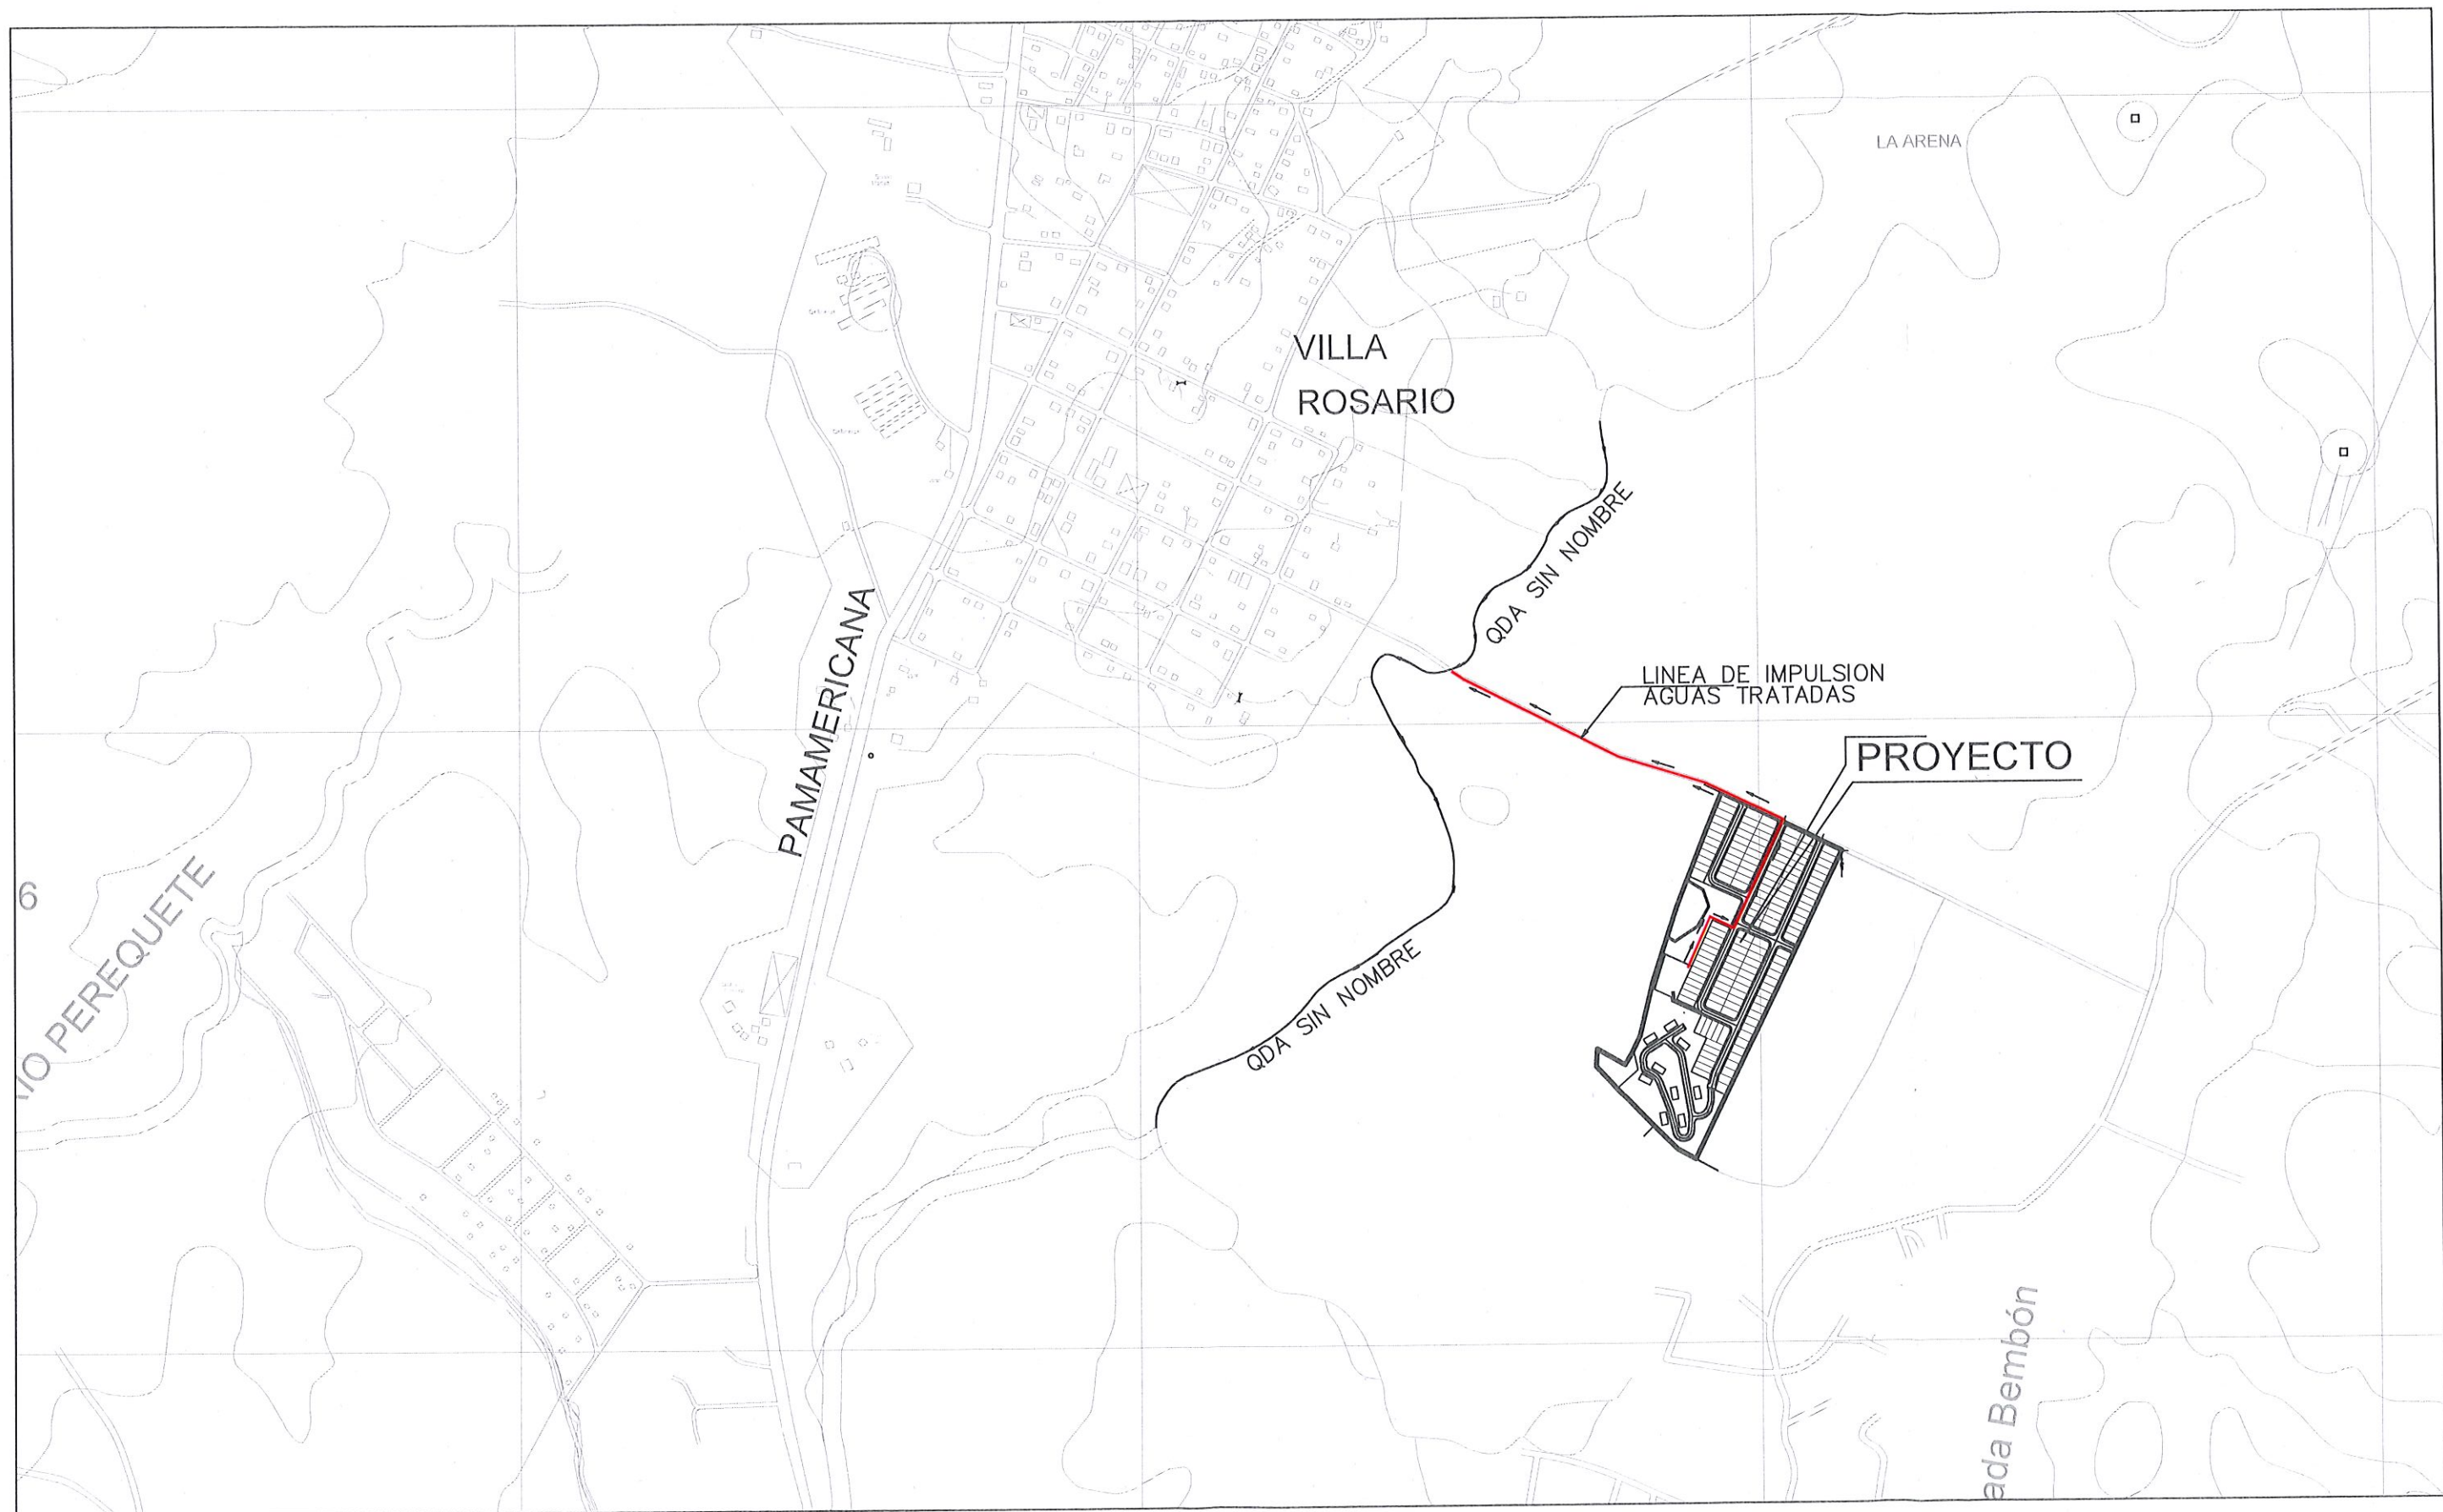 LA ARENA
VILLA
ROSARIO
QDA SIN NOMBRE
PAMAMERICANA
LINEA DE IMPULSION
AGUAS TRATADAS
PROYECTO
6
IO PEREQUETE
QDA SIN NOMBRE
ada Bembón